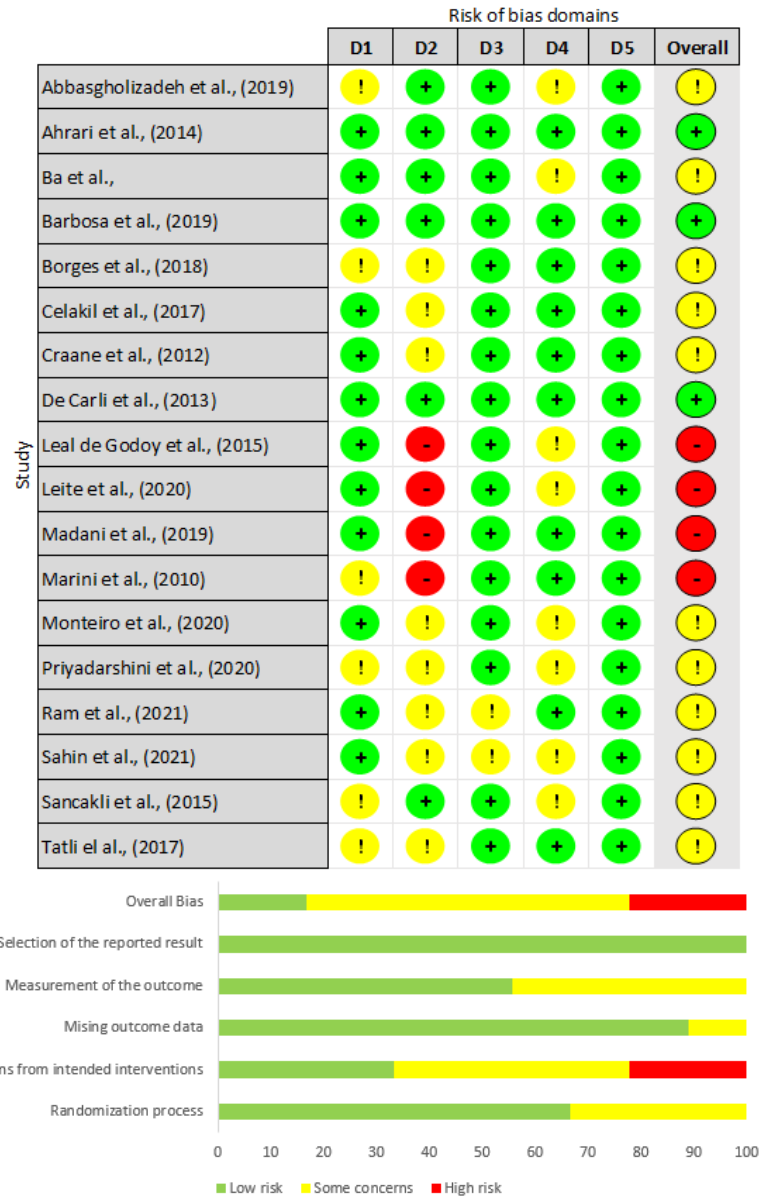 Risk of bias domains
D1 D2 D3 D4 D5 Overall
Study
Abbasgholizadeh et al., (2019) ! + + ! + !
Ahrari et al., (2014) + + + + + +
Ba et al., + + + ! + !
Barbosa et al., (2019) + + + + + +
Borges et al., (2018) ! ! + + + !
Celakil et al., (2017) + ! + + + !
Craane et al., (2012) + ! + + + !
De Carli et al., (2013) + + + + + +
Leal de Godoy et al., (2015) + - + ! + -
Leite et al., (2020) + - + ! + -
Madani et al., (2019) + - + + + -
Marini et al., (2010) ! - + + + -
Monteiro et al., (2020) + ! + ! + !
Priyadarshini et al., (2020) ! ! + ! + !
Ram et al., (2021) + ! ! + + !
Sahin et al., (2021) + ! ! ! + !
Sancakli et al., (2015) ! + + ! + !
Tatli el al., (2017) ! ! + + + !
Overall Bias
Selection of the reported result
Measurement of the outcome
Mising outcome data
ns from intended interventions
Randomization process
0 10 20 30 40 50 60 70 80 90 100
Low risk Some concerns High risk